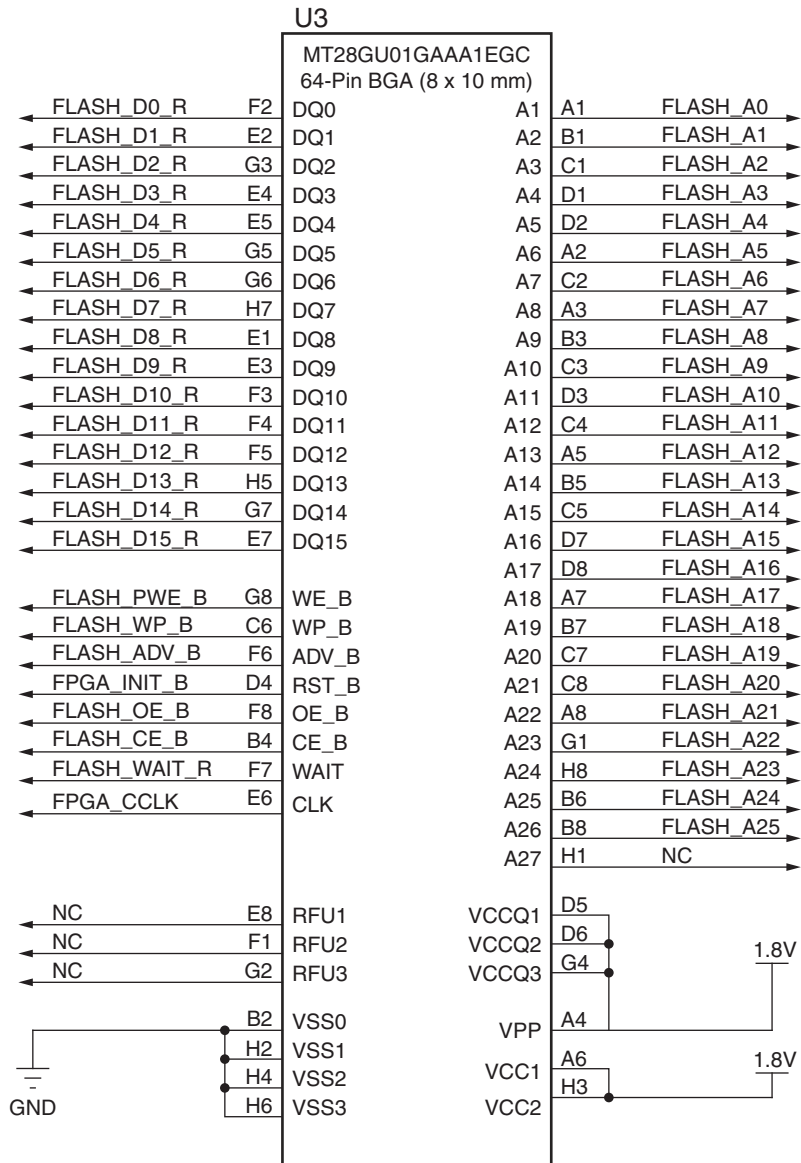 U3
MT28GU01GAAA1EGC
64-Pin BGA (8 x 10 mm)
FLASH_D0_R F2 DQ0 A1 A1 FLASH_A0
FLASH_D1_R E2 DQ1 A2 B1 FLASH_A1
FLASH_D2_R G3 DQ2 A3 C1 FLASH_A2
FLASH_D3_R E4 DQ3 A4 D1 FLASH_A3
FLASH_D4_R E5 DQ4 A5 D2 FLASH_A4
FLASH_D5_R G5 DQ5 A6 A2 FLASH_A5
FLASH_D6_R G6 DQ6 A7 C2 FLASH_A6
FLASH_D7_R H7 DQ7 A8 A3 FLASH_A7
FLASH_D8_R E1 DQ8 A9 B3 FLASH_A8
FLASH_D9_R E3 DQ9 A10 C3 FLASH_A9
FLASH_D10_R F3 DQ10 A11 D3 FLASH_A10
FLASH_D11_R F4 DQ11 A12 C4 FLASH_A11
FLASH_D12_R F5 DQ12 A13 A5 FLASH_A12
FLASH_D13_R H5 DQ13 A14 B5 FLASH_A13
FLASH_D14_R G7 DQ14 A15 C5 FLASH_A14
FLASH_D15_R E7 DQ15 A16 D7 FLASH_A15
A17 D8 FLASH_A16
FLASH_PWE_B G8 WE_B A18 A7 FLASH_A17
FLASH_WP_B C6 WP_B A19 B7 FLASH_A18
FLASH_ADV_B F6 ADV_B A20 C7 FLASH_A19
FPGA_INIT_B D4 RST_B A21 C8 FLASH_A20
FLASH_OE_B F8 OE_B A22 A8 FLASH_A21
FLASH_CE_B B4 CE_B A23 G1 FLASH_A22
FLASH_WAIT_R F7 WAIT A24 H8 FLASH_A23
FPGA_CCLK E6 CLK A25 B6 FLASH_A24
A26 B8 FLASH_A25
A27 H1 NC
NC E8 RFU1 VCCQ1 D5
NC F1 RFU2 VCCQ2 D6 1.8V
NC G2 RFU3 VCCQ3 G4
B2 VSS0 VPP A4
H2 VSS1 VCC1 A6 1.8V
H4 VSS2 VCC2 H3
GND H6 VSS3